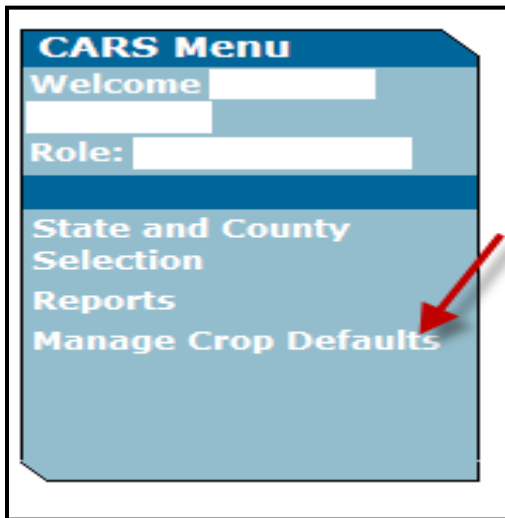 CARS Menu
Welcome
Role:
State and County
Selection
Reports
Manage Crop Defaults